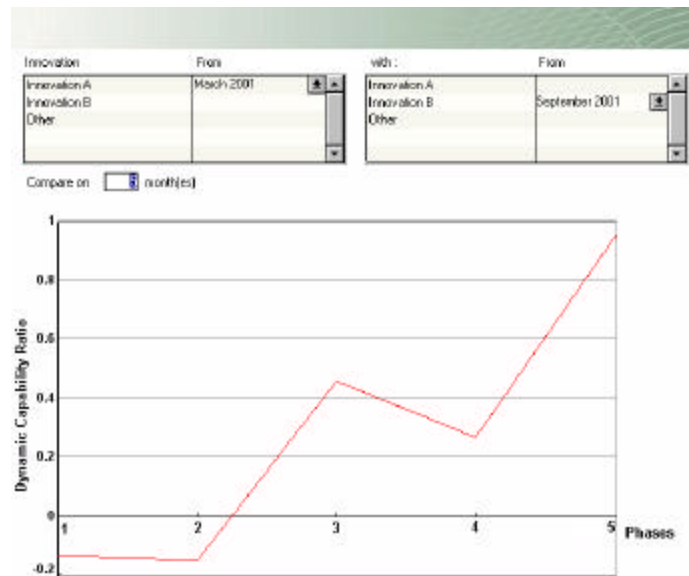 Innovation From with : From
Innovation A March 2001 Innovation A
Innovation B Innovation B September 2001
Other Other
Compare on month(es)
1
0.8
0.6
0.4
0.2
0
-0.2
Dynamic Capability Ratio
1 2 3 4 5 Phases